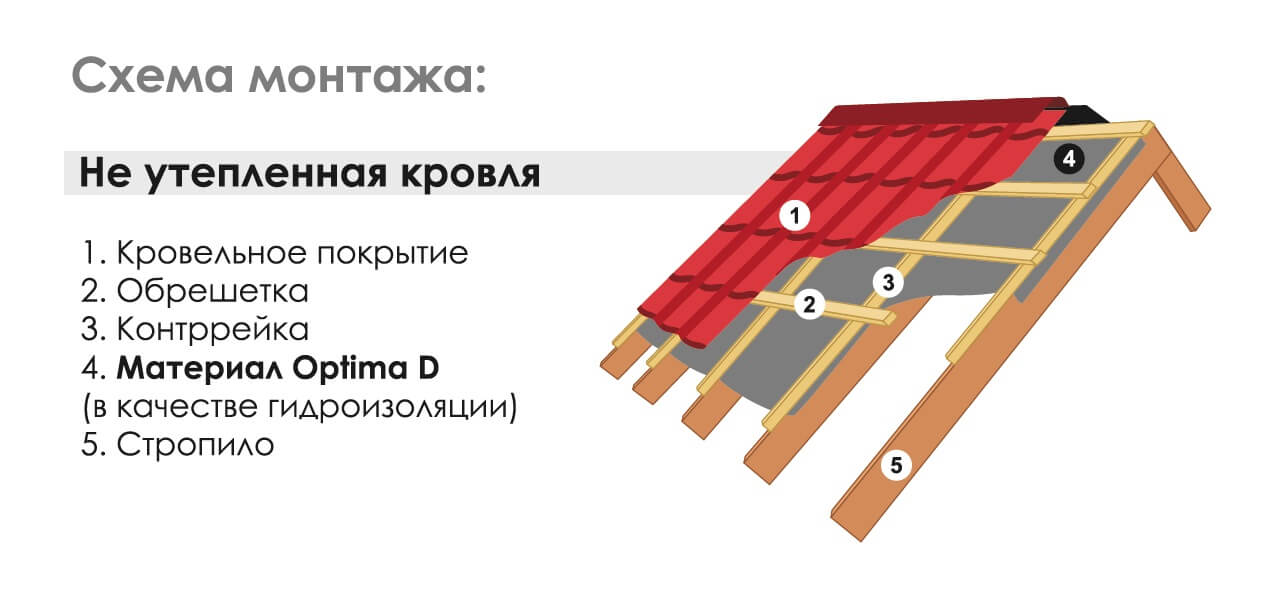 Схема монтажа:
Не утепленная кровля
1. Кровельное покрытие
2. Обрешетка
3. Контррейка
4. Материал Optima D
(в качестве гидроизоляции)
5. Стропило
4
1
3
2
5